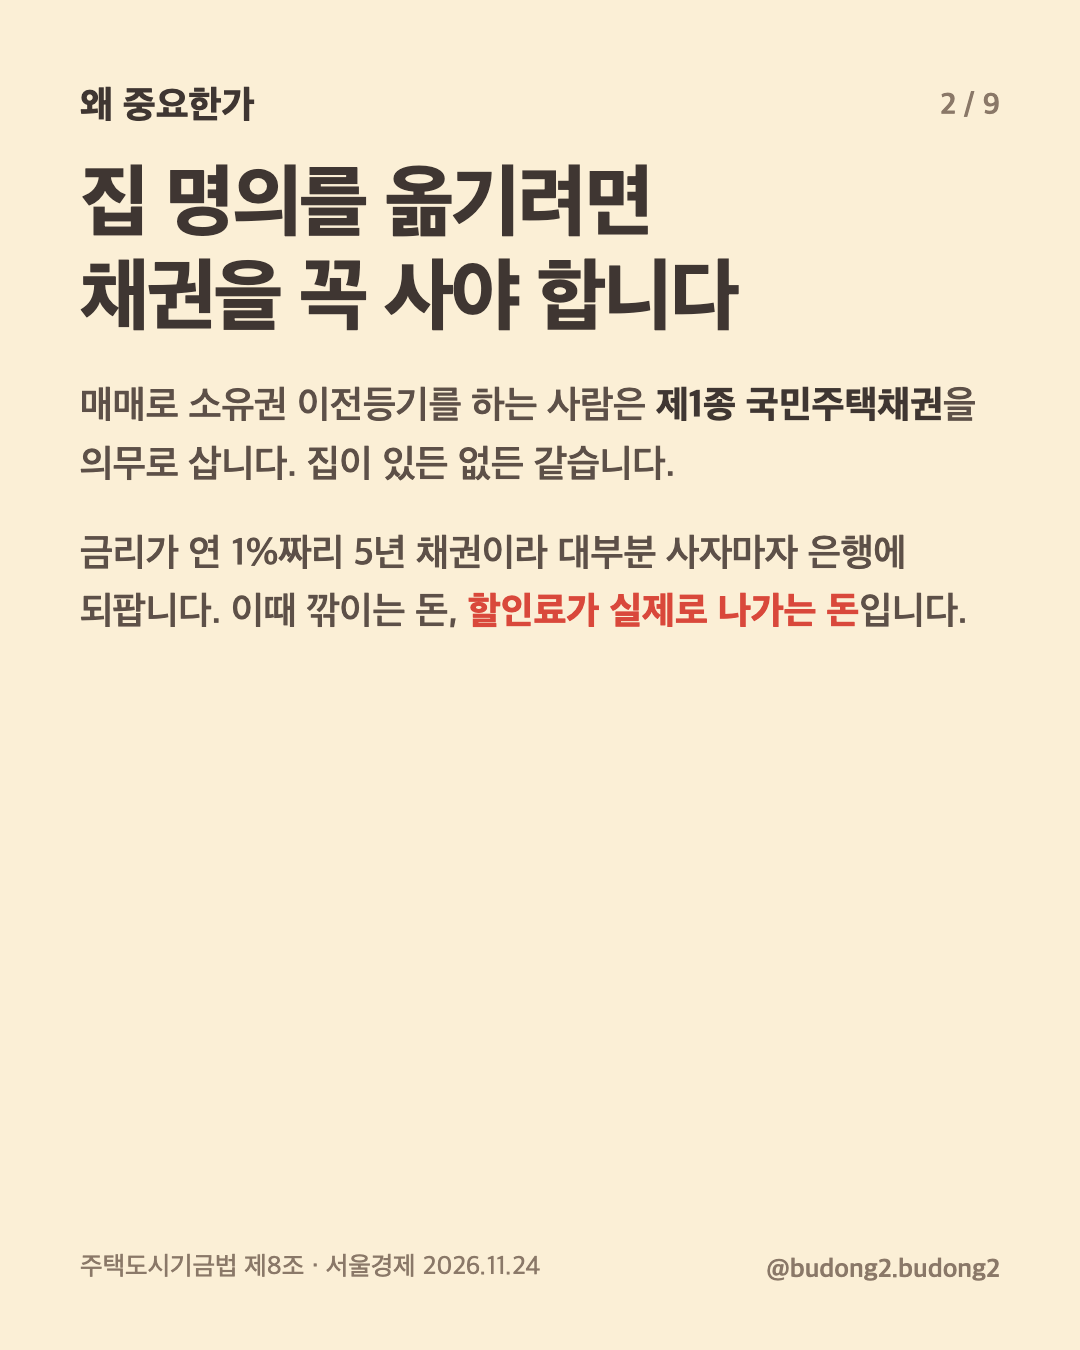 왜 중요한가
2 / 9
집 명의를 옮기려면
채권을 꼭 사야 합니다
매매로 소유권 이전등기를 하는 사람은 제1종 국민주택채권을
의무로 삽니다. 집이 있든 없든 같습니다.
금리가 연 1%짜리 5년 채권이라 대부분 사자마자 은행에
되팝니다. 이때 깎이는 돈, 할인료가 실제로 나가는 돈입니다.
주택도시기금법 제8조 · 서울경제 2026.11.24
@budong2.budong2